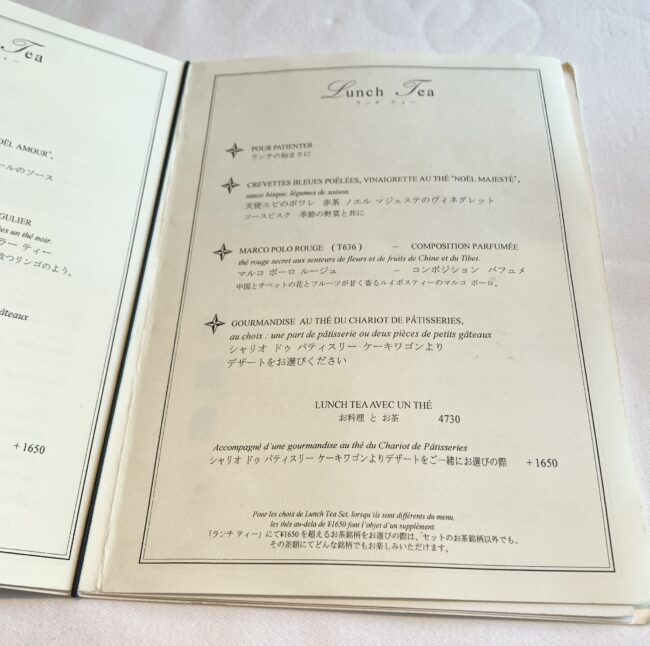 Tea
ティー
OËL AMOUR",
ールのソース
GULIER
es un thé noir.
ラー ティー
放つリンゴのよう。
gâteaux
+1650
Lunch Tea
ランチ ティー
POUR PATIENTER
ランチの始まりに
CREVETTES BLEUES POÊLÉES, VINAIGRETTE AU THÉ "NOËL MAJESTÉ",
sauce bisque, légumes de saison.
天使エビのポワレ 赤茶 ノエル マジェステのヴィネグレット
ソースビスク 季節の野菜と共に
MARCO POLO ROUGE (T636) – COMPOSITION PARFUMÉE
thé rouge secret aux senteurs de fleurs et de fruits de Chine et du Tibet.
マルコ ポーロ ルージュ – コンポジション パフュメ
中国とチベットの花とフルーツが甘く香るルイボスティーのマルコ ポーロ。
GOURMANDISE AU THÉ DU CHARIOT DE PÂTISSERIES,
au choix : une part de pâtisserie ou deux pièces de petits gâteaux
シャリオ ドゥ パティスリー ケーキワゴンより
デザートをお選びください
LUNCH TEA AVEC UN THÉ
お料理 と お茶 4730
Accompagné d'une gourmandise au thé du Chariot de Pâtisseries
シャリオ ドゥ パティスリー ケーキワゴンよりデザートをご一緒にお選びの際 +1650
Pour les choix de Lunch Tea Set, lorsqu'ils sont différents du menu,
les thés au-delà de ¥1650 font l'objet d'un supplément.
「ランチ ティー」にて¥1650を超えるお茶銘柄をお選びの際は、セットのお茶銘柄以外でも、
その差額にてどんな銘柄でもお楽しみいただけます。